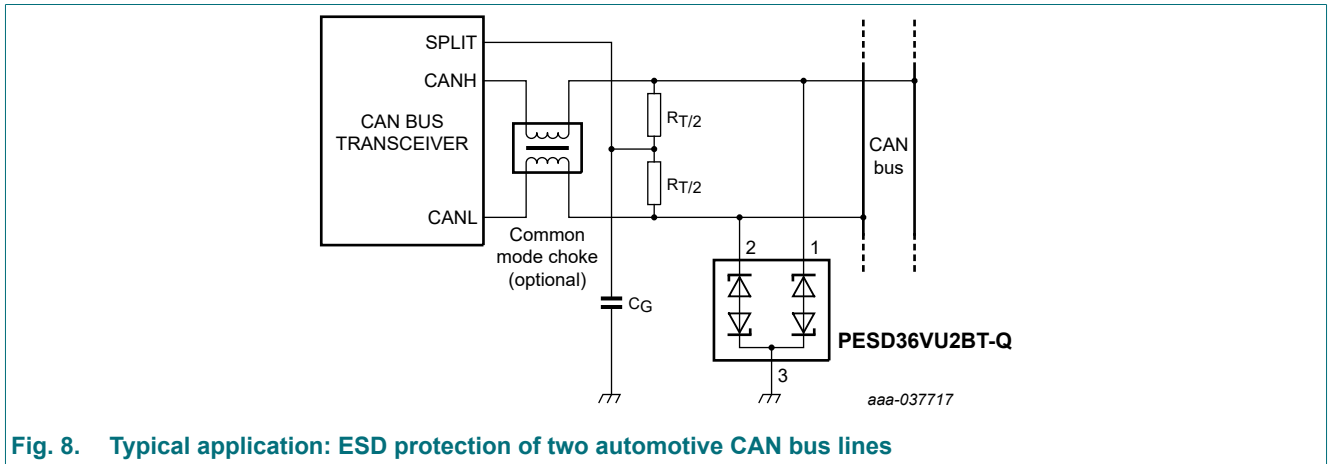 SPLIT
CANH
CAN BUS
TRANSCEIVER
CANL
Common
mode choke
(optional)
RT/2
RT/2
CG
CAN
bus
2
1
3
PESD36VU2BT-Q
aaa-037717
Fig. 8. Typical application: ESD protection of two automotive CAN bus lines